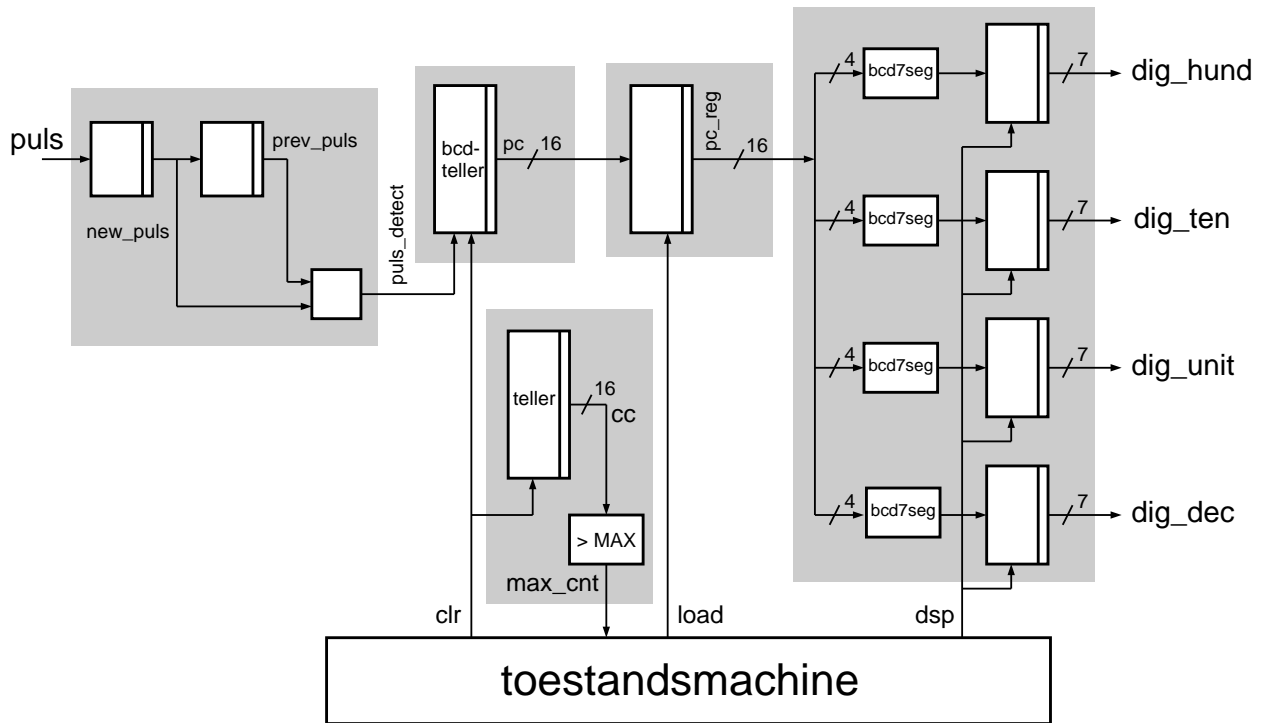 puls
new_puls
prev_puls
puls_detect
bcd-
teller
pc
16
pc_reg
16
4
bcd7seg
7
dig_hund
4
bcd7seg
7
dig_ten
4
bcd7seg
7
dig_unit
4
bcd7seg
7
dig_dec
teller
16
cc
> MAX
max_cnt
clr
load
dsp
toestandsmachine